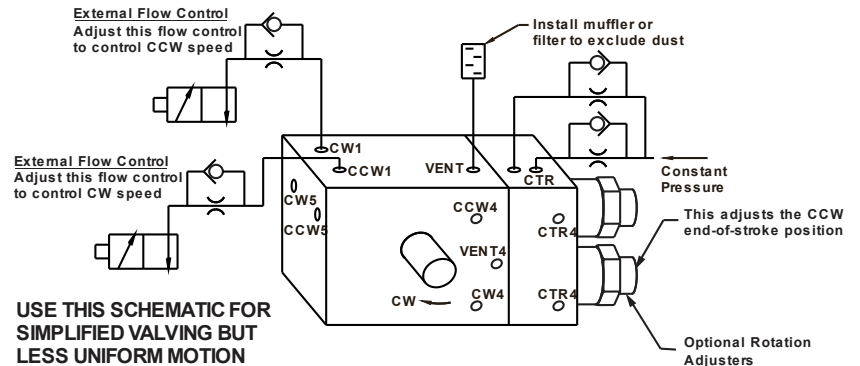 External Flow Control
Adjust this flow control
to control CCW speed
Install muffler or
filter to exclude dust
External Flow Control
Adjust this flow control
to control CW speed
CW1
CCW1
VENT
CTR
Constant
Pressure
CW5
CCW5
CCW4
CTR4
This adjusts the CCW
end-of-stroke position
VENT4
CW
CW4
CTR4
USE THIS SCHEMATIC FOR
SIMPLIFIED VALVING BUT
LESS UNIFORM MOTION
Optional Rotation
Adjusters